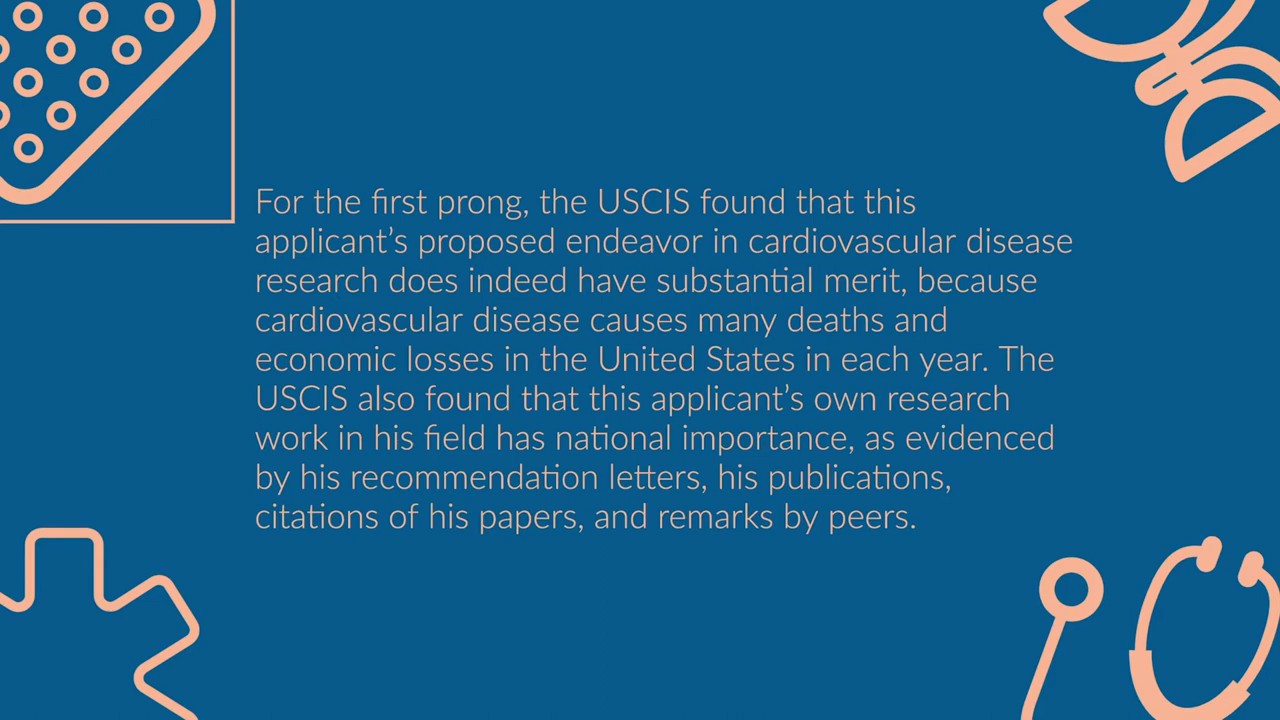 For the first prong, the USCIS found that this
applicant’s proposed endeavor in cardiovascular disease
research does indeed have substantial merit, because
cardiovascular disease causes many deaths and
economic losses in the United States in each year. The
USCIS also found that this applicant’s own research
work in his field has national importance, as evidenced
by his recommendation letters, his publications,
citations of his papers, and remarks by peers.